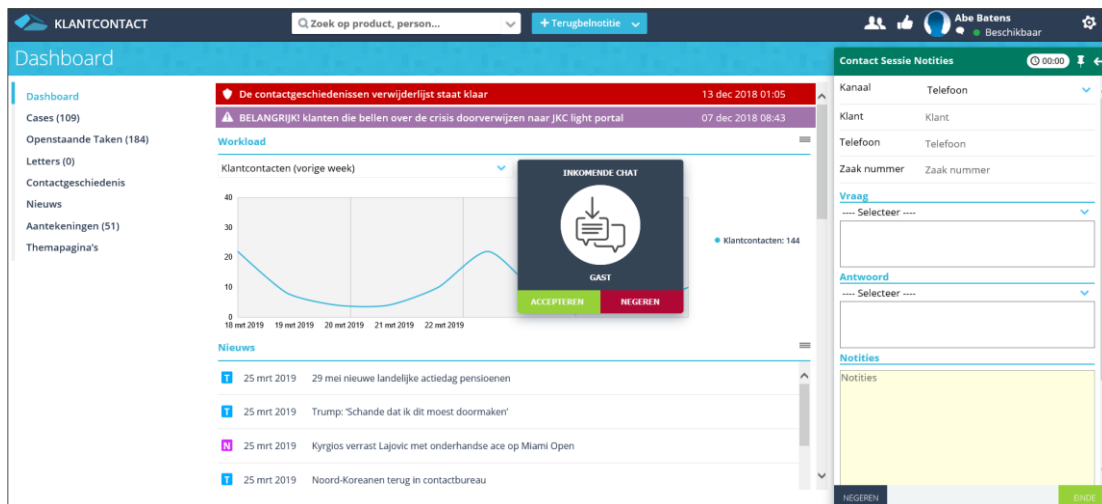 KLANTCONTACT
Zoek op product, person...
+ Terugbelnotitie
Abe Batens
Beschikbaar
Dashboard
Dashboard
Cases (109)
Openstaande Taken (184)
Letters (0)
Contactgeschiedenis
Nieuws
Aantekeningen (51)
Themapagina's
De contactgeschiedenissen verwijderlijst staat klaar 13 dec 2018 01:05
BELANGRIJK! klanten die bellen over de crisis doorverwijzen naar JKC light portal 07 dec 2018 08:43
Workload
Klantcontacten (vorige week)
40
30
20
10
0
18 mrt 2019 19 mrt 2019 20 mrt 2019 21 mrt 2019 22 mrt 2019
Klantcontacten: 144
INKOMENDE CHAT
GAST
ACCEPTEREN NEGEREN
Nieuws
T 25 mrt 2019 29 mei nieuwe landelijke actiedag pensioenen
T 25 mrt 2019 Trump: 'Schande dat ik dit moest doormaken'
N 25 mrt 2019 Kyrgios verrast Lajovic met onderhandse ace op Miami Open
T 25 mrt 2019 Noord-Koreanen terug in contactbureau
Contact Sessie Notities 00:00
Kanaal Telefoon
Klant Klant
Telefoon Telefoon
Zaak nummer Zaak nummer
Vraag
---- Selecteer ----
Antwoord
---- Selecteer ----
Notities
Notities
NEGEREN EINDE